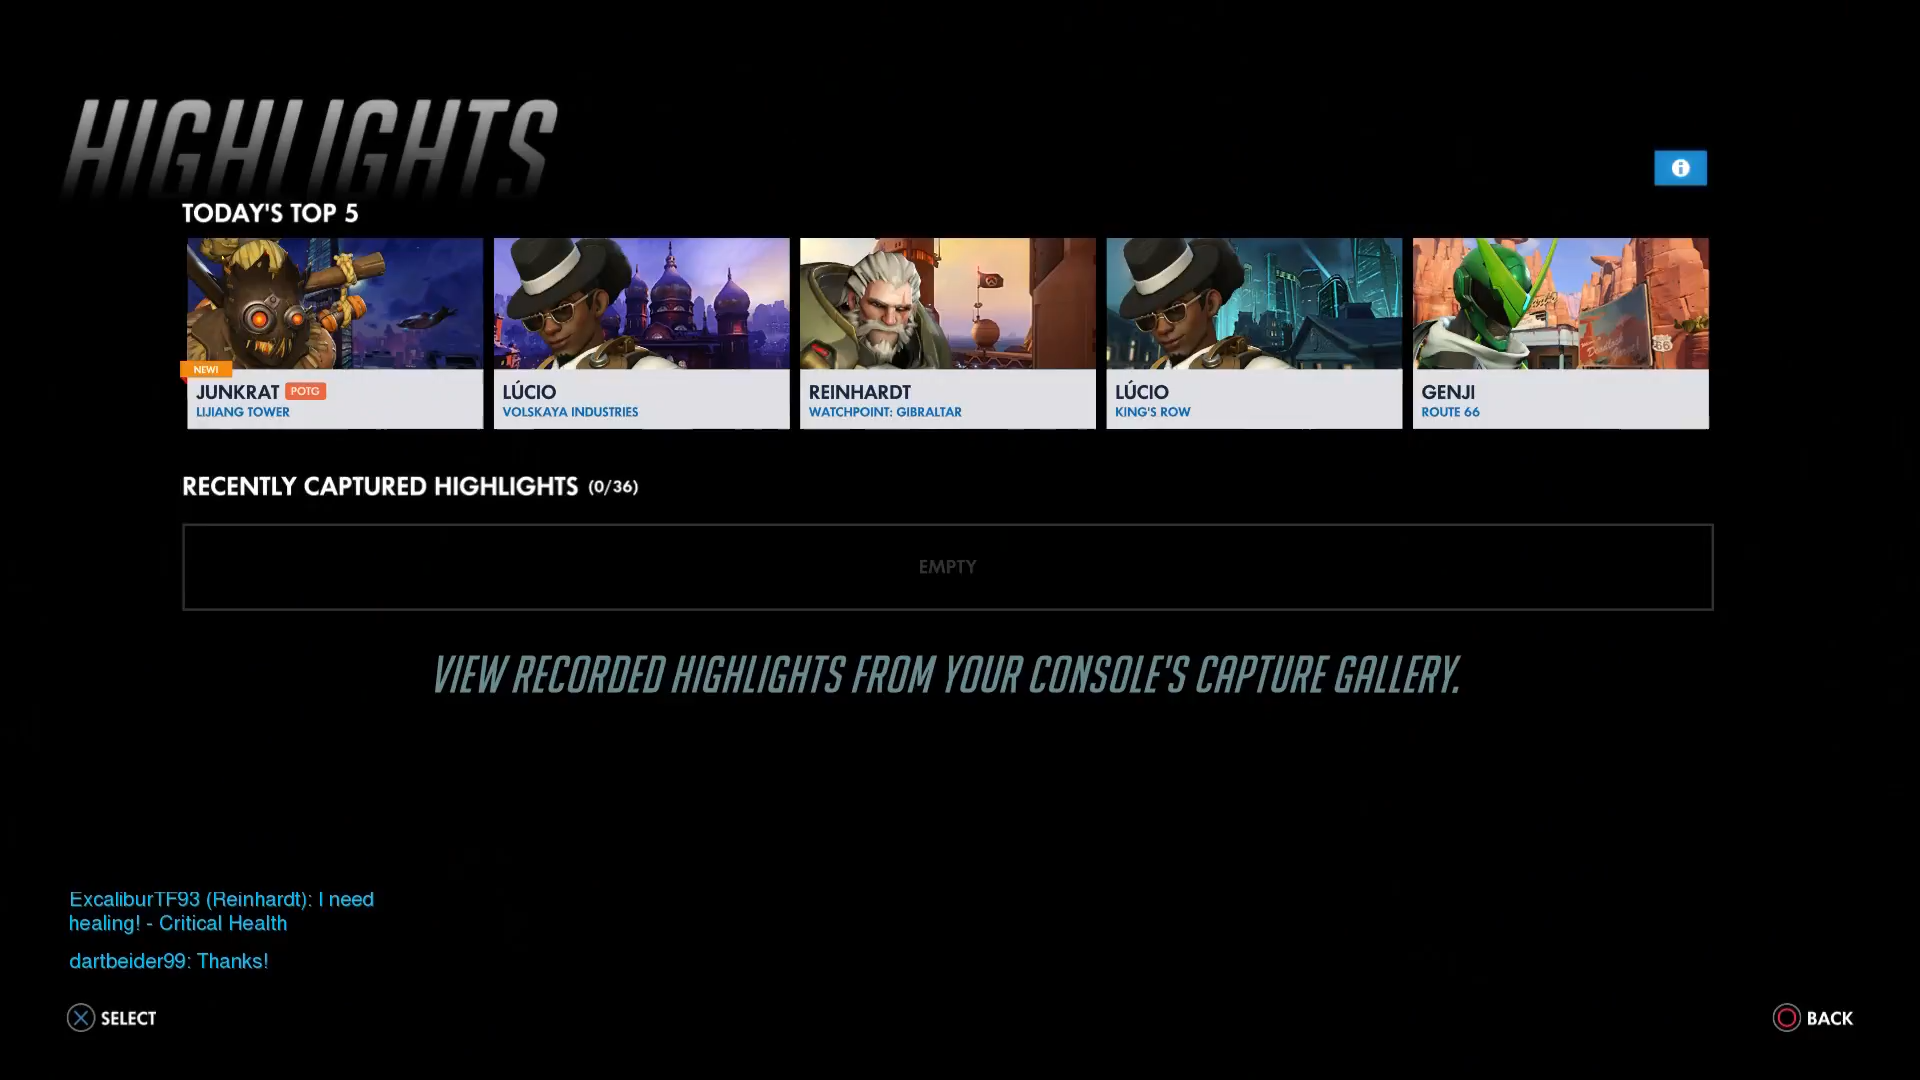 HIGHLIGHTS
TODAY'S TOP 5
NEW!
JUNKRAT POTG
LIJIANG TOWER
LÚCIO
VOLSKAYA INDUSTRIES
REINHARDT
WATCHPOINT: GIBRALTAR
LÚCIO
KING'S ROW
66
GENJI
ROUTE 66
RECENTLY CAPTURED HIGHLIGHTS (0/36)
EMPTY
VIEW RECORDED HIGHLIGHTS FROM YOUR CONSOLE'S CAPTURE GALLERY.
ExcaliburTF93 (Reinhardt): I need
healing! - Critical Health
dartbeider99: Thanks!
SELECT
BACK